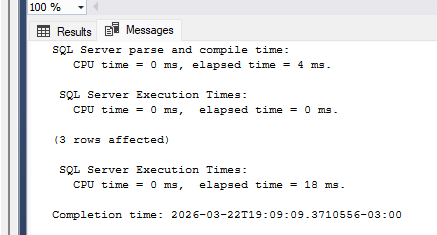 100 %
Results Messages
SQL Server parse and compile time:
CPU time = 0 ms, elapsed time = 4 ms.
SQL Server Execution Times:
CPU time = 0 ms,  elapsed time = 0 ms.
(3 rows affected)
SQL Server Execution Times:
CPU time = 0 ms,  elapsed time = 18 ms.
Completion time: 2026-03-22T19:09:09.3710556-03:00